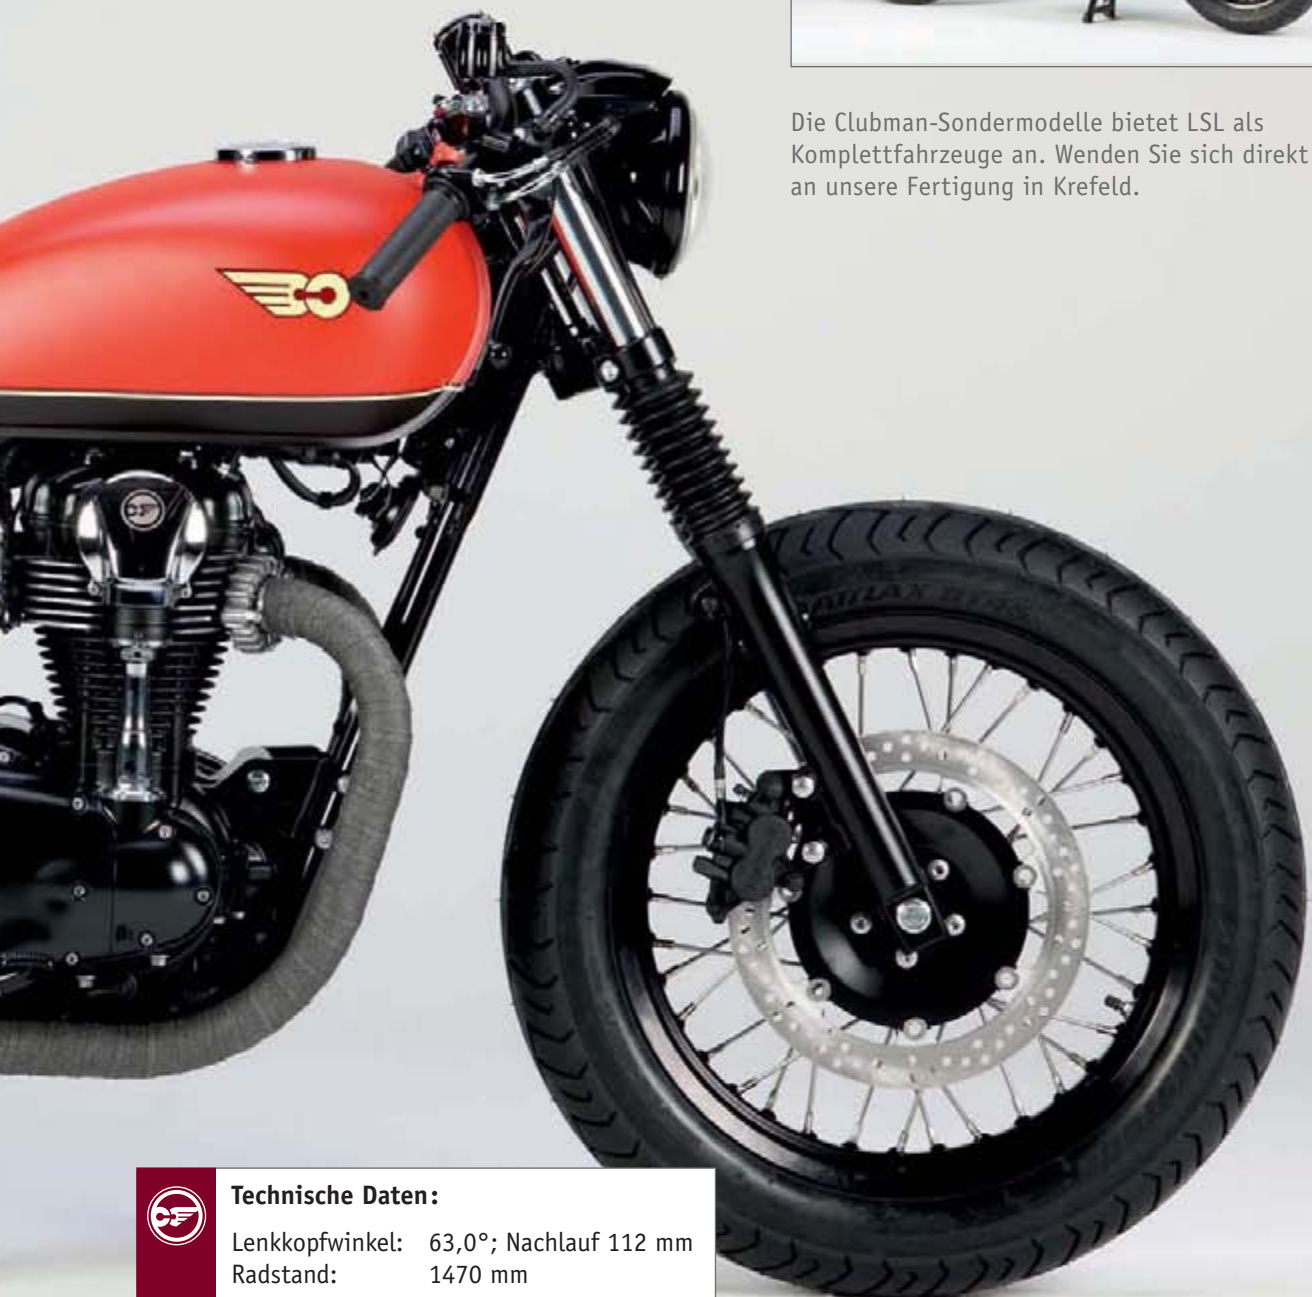 Die Clubman-Sondermodelle bietet LSL als
Komplettfahrzeuge an. Wenden Sie sich direkt
an unsere Fertigung in Krefeld.
Technische Daten:
Lenkkopfwinkel: 63,0°; Nachlauf 112 mm
Radstand: 1470 mm